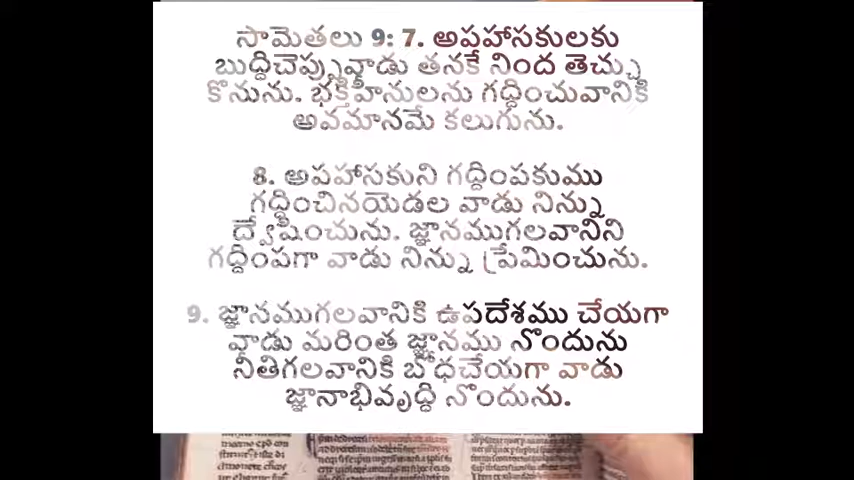 సామెతలు 9: 7. అపహాసకులకు
బుద్ధిచెప్పువాడు తనకే నింద తెచ్చు
కొనును. భక్తిహీనులను గద్దించువానికి
అవమానమే కలుగును.
8. అపహాసకుని గద్దింపకుము
గద్దించినయెడల వాడు నిన్ను
ద్వేషించును. జ్ఞానముగలవానిని
గద్దింపగా వాడు నిన్ను ప్రేమించును.
9. జ్ఞానముగలవానికి ఉపదేశము చేయగా
వాడు మరింత జ్ఞానము నొందును
నీతిగలవానికి బోధచేయగా వాడు
జ్ఞానాభివృద్ధి నొందును.